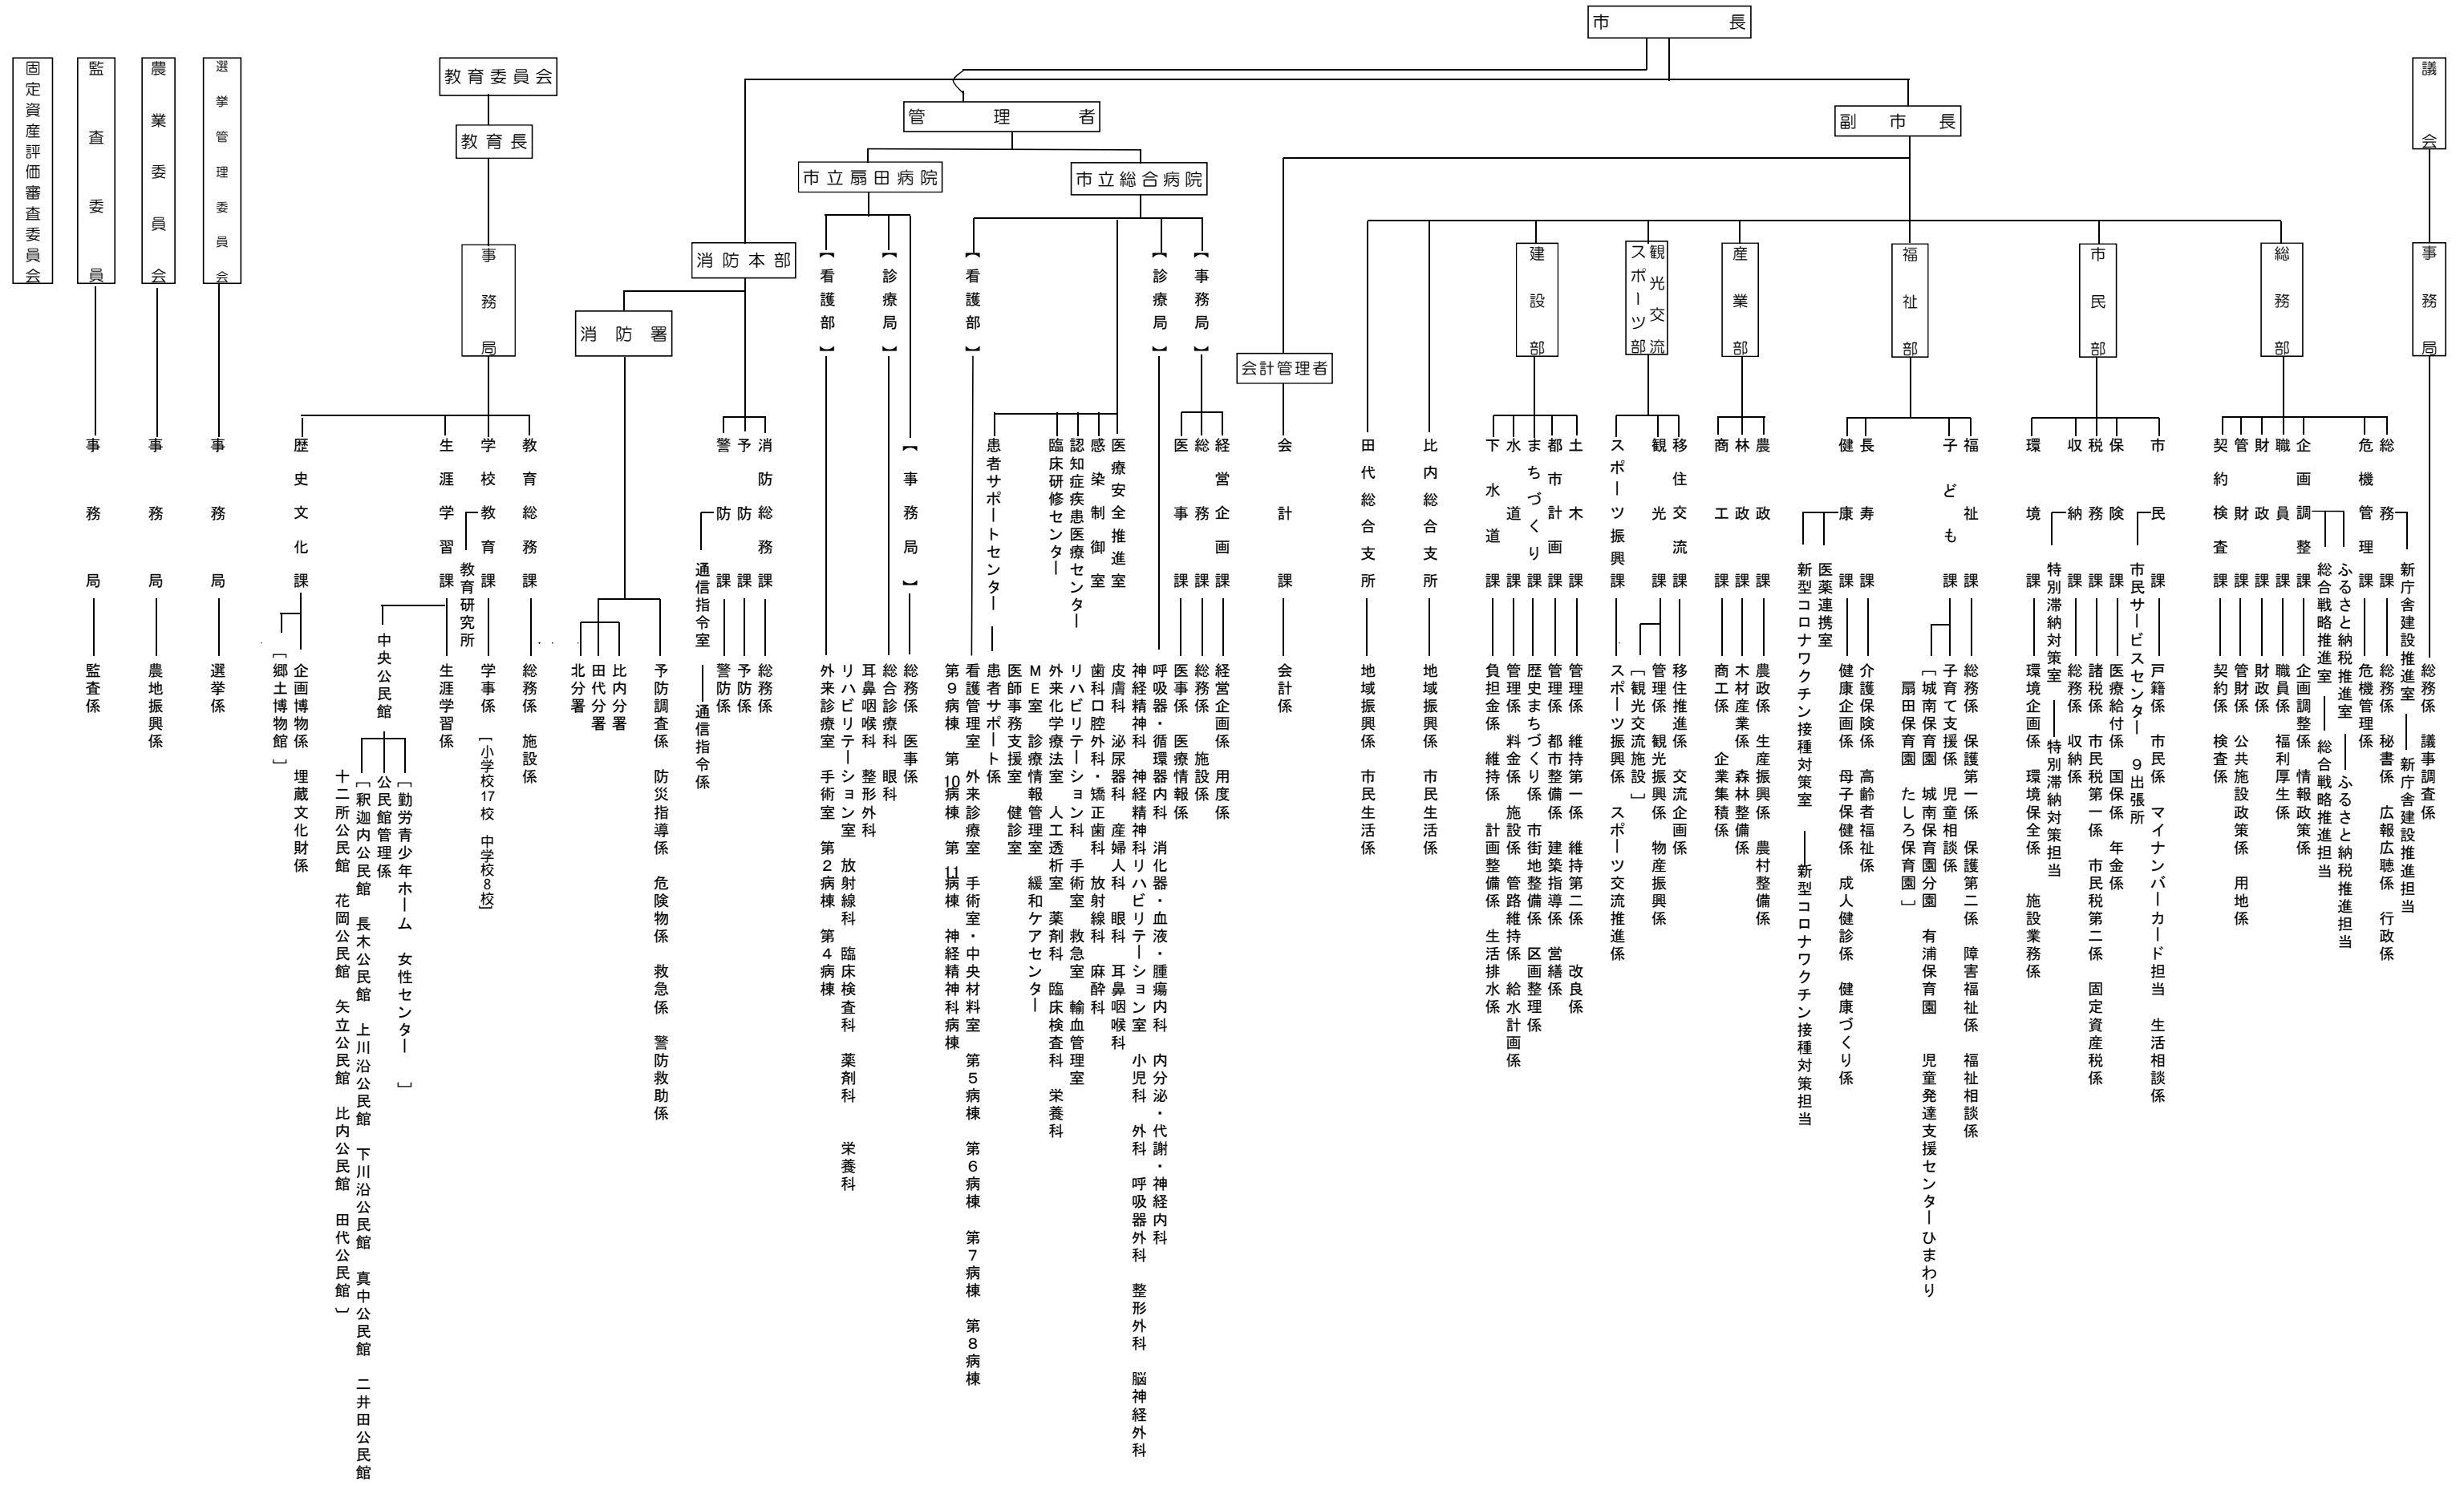 市長
議会
事務局
総務係 議事調査係
管理者
副市長
総務部
総務課
総務係 秘書係 広報広聴係 行政係
新庁舎建設推進室
新庁舎建設推進担当
危機管理課
危機管理係
企画調整課
企画調整係 情報政策係
ふるさと納税推進室
ふるさと納税推進担当
総合戦略推進室
総合戦略推進担当
職員課
職員係 福利厚生係
財政課
財政係
管財課
管財係 公共施設政策係 用地係
契約検査課
契約係 検査係
市民部
市民課
戸籍係 市民係 マイナンバーカード担当 生活相談係
市民サービスセンター 9出張所
保険課
医療給付係 国保係 年金係
税務課
諸税係 市民税第一係 市民税第二係 固定資産税係
収納課
総務係 収納係
特別滞納対策室
特別滞納対策担当
環境課
環境企画係 環境保全係 施設業務係
福祉部
福祉課
総務係 保護第一係 保護第二係 障害福祉係 福祉相談係
子ども課
子育て支援係 児童相談係
[城南保育園 城南保育園分園 有浦保育園 児童発達支援センターひまわり
扇田保育園 たしろ保育園]
長寿課
介護保険係 高齢者福祉係
健康課
健康企画係 母子保健係 成人健診係 健康づくり係
医薬連携室
新型コロナワクチン接種対策室
新型コロナワクチン接種対策担当
産業部
農政課
農政係 生産振興係 農村整備係
林政課
木材産業係 森林整備係
商工課
商工係 企業集積係
観光交流
スポーツ部
移住交流課
移住推進係 交流企画係
観光課
管理係 観光振興係 物産振興係
[観光交流施設]
スポーツ振興課
スポーツ振興係 スポーツ交流推進係
建設部
土木課
管理係 維持第一係 維持第二係 改良係
都市計画課
管理係 都市整備係 建築指導係 営繕係
まちづくり課
歴史まちづくり係 市街地整備係 区画整理係
水道課
管理係 料金係 施設係 管路維持係 給水計画係
下水道課
負担金係 維持係 計画整備係 生活排水係
比内総合支所
地域振興係 市民生活係
田代総合支所
地域振興係 市民生活係
会計管理者
会計課
会計係
市立総合病院
【事務局】
経営企画課
経営企画係 用度係
総務課
総務係 施設係
医事課
医事係 医療情報係
【診療局】
呼吸器・循環器内科 消化器・血液・腫瘍内科 内分泌・代謝・神経内科
神経精神科 神経精神科リハビリテーション室 小児科 外科 呼吸器外科 整形外科 脳神経外科
皮膚科 泌尿器科 産婦人科 眼科 耳鼻咽喉科
歯科口腔外科・矯正歯科 放射線科 麻酔科
リハビリテーション科 手術室 救急室 輸血管理室
外来化学療法室 人工透析室 薬剤科 臨床検査科 栄養科
ME室 診療情報管理室 緩和ケアセンター
医師事務支援室 健診室
医療安全推進室
感染制御室
認知症疾患医療センター
臨床研修センター
患者サポートセンター
患者サポート係
【看護部】
看護管理室 外来診療室 手術室・中央材料室 第5病棟 第6病棟 第7病棟 第8病棟
第9病棟 第10病棟 第11病棟 神経精神科病棟
市立扇田病院
【事務局】
総務係 医事係
【診療局】
総合診療科 眼科
耳鼻咽喉科 整形外科
リハビリテーション室 放射線科 臨床検査科 薬剤科 栄養科
【看護部】
外来診療室 手術室 第2病棟 第4病棟
消防本部
消防総務課
総務係
予防課
予防係
警防課
警防係
通信指令室
通信指令係
消防署
予防調査係 防災指導係 危険物係 救急係 警防救助係
比内分署
田代分署
北分署
教育委員会
教育長
事務局
教育総務課
総務係 施設係
学校教育課
学事係 [小学校17校 中学校8校]
教育研究所
生涯学習課
生涯学習係
中央公民館
[勤労青少年ホーム 女性センター ]
公民館管理係
[釈迦内公民館 長木公民館 上川沿公民館 下川沿公民館 真中公民館 二井田公民館
十二所公民館 花岡公民館 矢立公民館 比内公民館 田代公民館]
歴史文化課
企画博物係 埋蔵文化財係
[郷土博物館]
選挙管理委員会
事務局
選挙係
農業委員会
事務局
農地振興係
監査委員
事務局
監査係
固定資産評価審査委員会